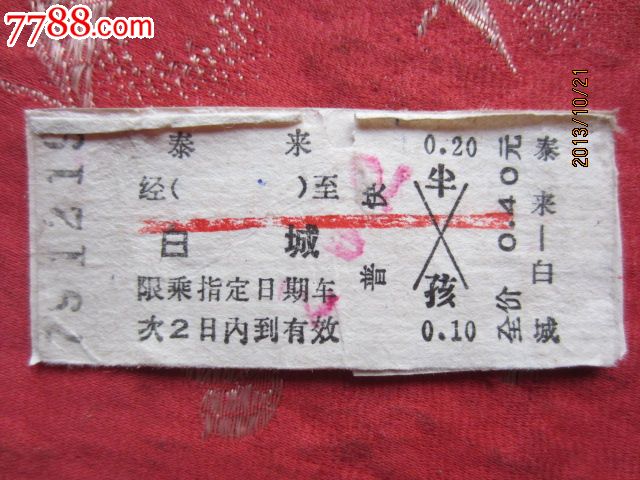 7788.com
2013/10/21
泰来
经( )至
白城
限乘指定日期车
次2日内到有效
普快
0.20
半
孩
0.10
全价 0.40元
泰来—白城